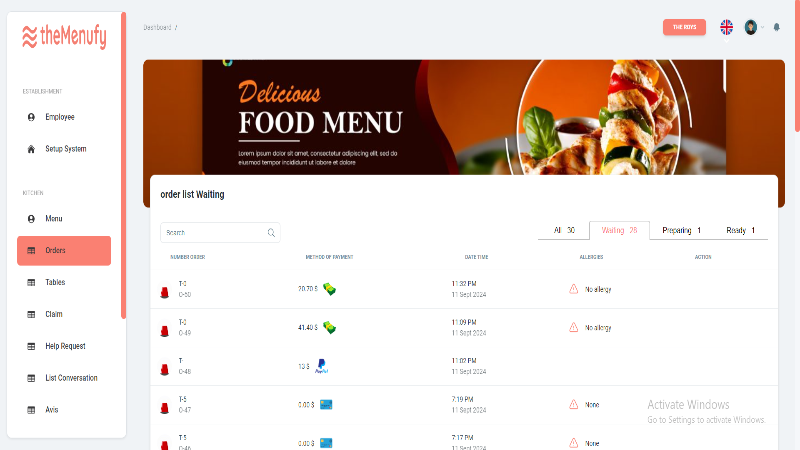 theMenufy
Dashboard /
THE ROYS
ESTABLISHMENT
Employee
Setup System
KITCHEN
Menu
Orders
Tables
Claim
Help Request
List Conversation
Avis
Delicious
FOOD MENU
Lorem ipsum dolor sit amet, consectetur adipiscing elit, sed do
eiusmod tempor incididunt ut labore et dolore
order list Waiting
Search
All 30 Waiting 28 Preparing 1 Ready 1
NUMBER ORDER METHOD OF PAYMENT DATE TIME ALLERGIES ACTION
T-0 11:32 PM
O-50 20.70 $ 11 Sept 2024 No allergy
T-0 11:09 PM
O-49 41.40 $ 11 Sept 2024 No allergy
T- 11:02 PM
O-48 13 $ PayPal 11 Sept 2024
T-5 7:19 PM
O-47 0.00 $ 11 Sept 2024 None
T-5 7:17 PM
O-46 0.00 $ 11 Sept 2024 None
Activate Windows
Go to Settings to activate Windows.